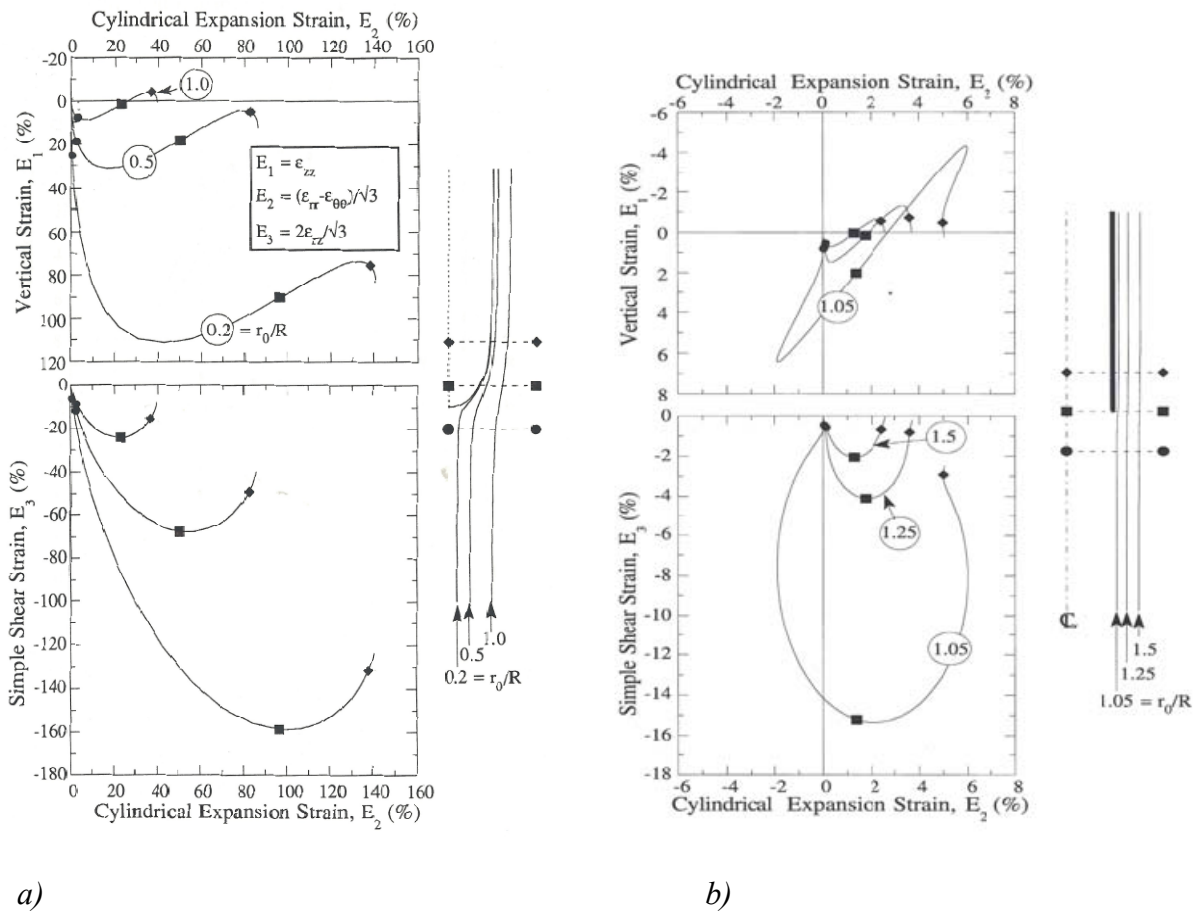 Cylindrical Expansion Strain, E2 (%)
0 20 40 60 80 100 120 140 160
-20
0
20
40
60
80
100
120
Vertical Strain, E1 (%)
1.0
0.5
0.2 = r0/R
E1 = εzz
E2 = (εrr-εθθ)/√3
E3 = 2εrz/√3
0
-20
-40
-60
-80
-100
-120
-140
-160
-180
Simple Shear Strain, E3 (%)
0 20 40 60 80 100 120 140 160
Cylindrical Expansion Strain, E2 (%)
1.0
0.5
0.2 = r0/R
a)
Cylindrical Expansion Strain, E2 (%)
-6 -4 -2 0 2 4 6 8
-6
-4
-2
0
2
4
6
8
Vertical Strain, E1 (%)
1.05
0
-2
-4
-6
-8
-10
-12
-14
-16
-18
Simple Shear Strain, E3 (%)
1.5
1.25
1.05
-6 -4 -2 0 2 4 6 8
Cylindrical Expansion Strain, E2 (%)
℄
1.5
1.25
1.05 = r0/R
b)